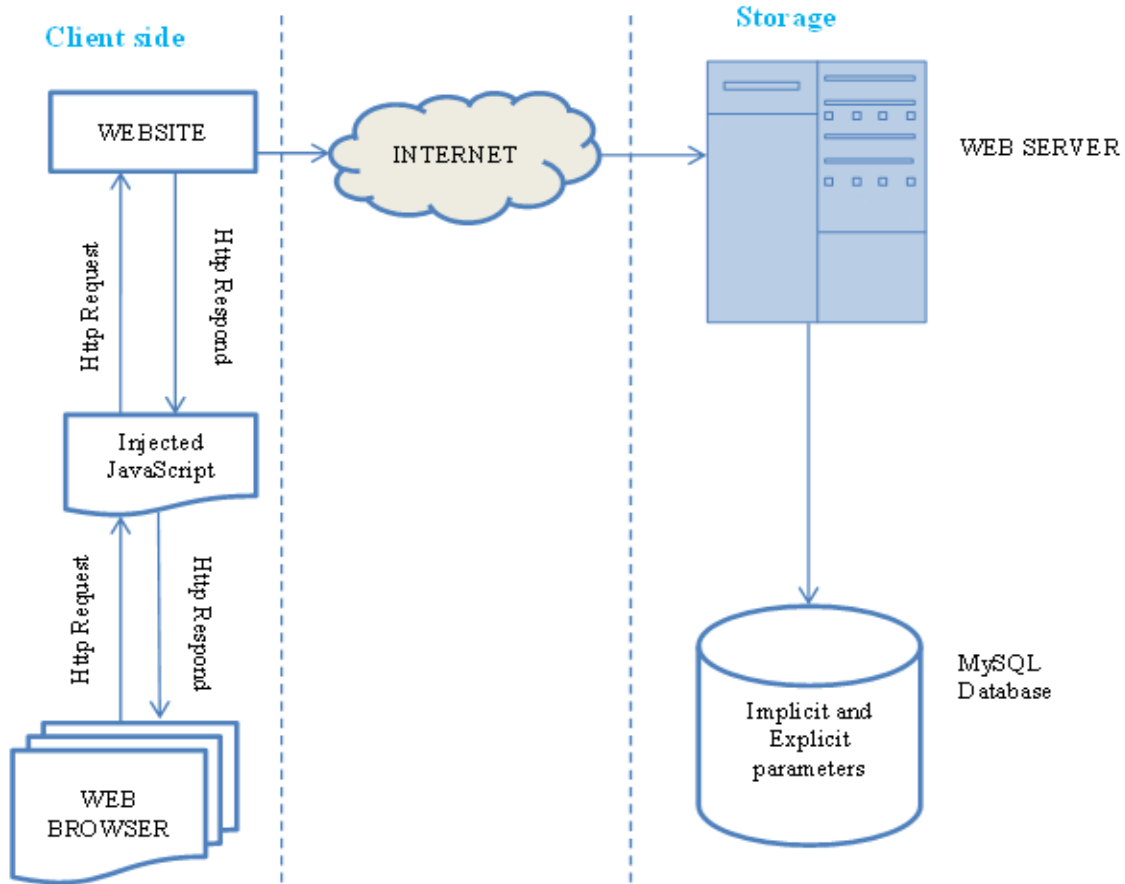 Client side
Storage
WEBSITE
INTERNET
WEB SERVER
Http Request
Http Respond
Injected
JavaScript
Http Request
Http Respond
WEB
BROWSER
MySQL
Database
Implicit and
Explicit
parameters